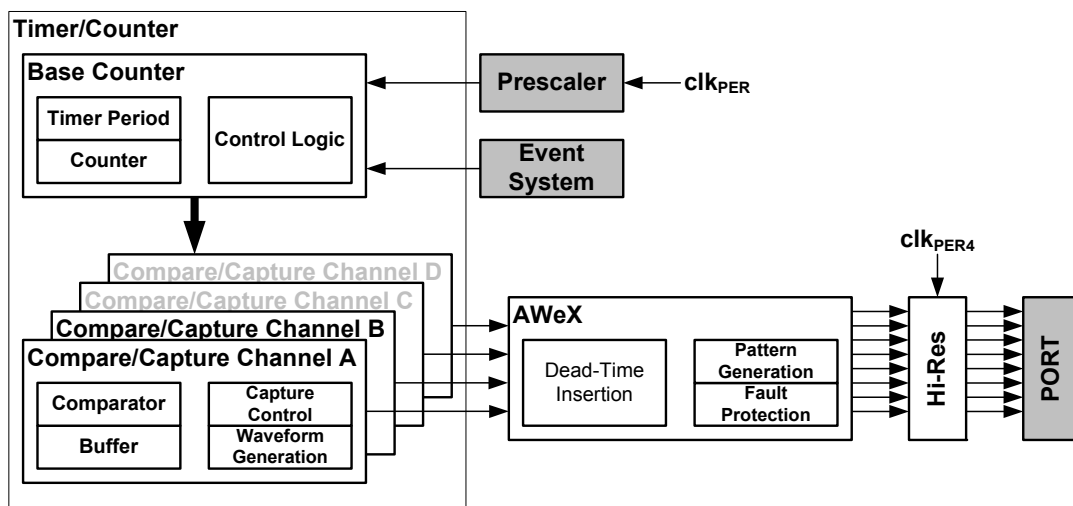 Timer/Counter
Base Counter
Timer Period
Counter
Control Logic
Prescaler
clkPER
Event
System
Compare/Capture Channel D
Compare/Capture Channel C
Compare/Capture Channel B
Compare/Capture Channel A
Comparator
Buffer
Capture
Control
Waveform
Generation
AWeX
Dead-Time
Insertion
Pattern
Generation
Fault
Protection
clkPER4
Hi-Res
PORT